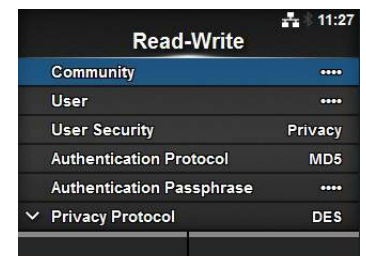 11:27
Read-Write
Community ••••
User ••••
User Security Privacy
Authentication Protocol MD5
Authentication Passphrase ••••
Privacy Protocol DES